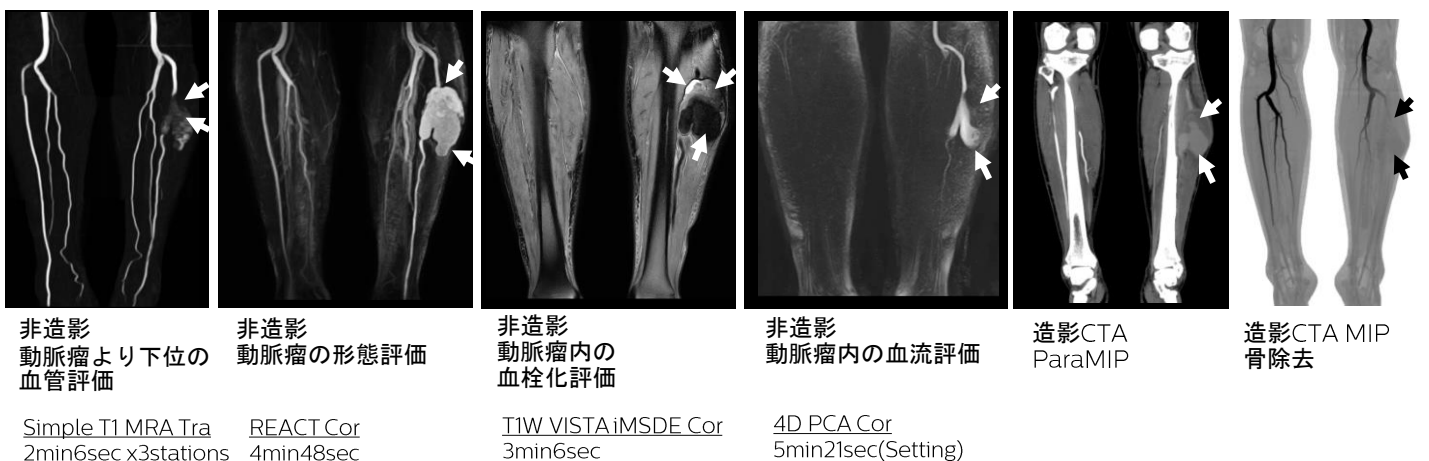 非造影
動脈瘤より下位の
血管評価
Simple T1 MRA Tra
2min6sec x3stations
非造影
動脈瘤の形態評価
REACT Cor
4min48sec
非造影
動脈瘤内の
血栓化評価
T1W VISTA iMSDE Cor
3min6sec
非造影
動脈瘤内の血流評価
4D PCA Cor
5min21sec(Setting)
造影CTA
ParaMIP
造影CTA MIP
骨除去